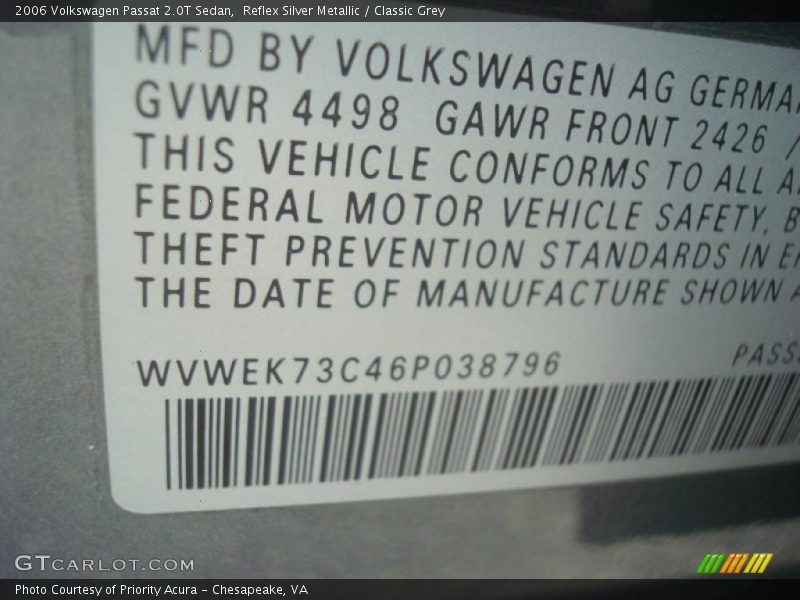 2006 Volkswagen Passat 2.0T Sedan, Reflex Silver Metallic / Classic Grey
MFD BY VOLKSWAGEN AG
GVWR 4498 GAWR FRONT 2426 /
THIS VEHICLE CONFORMS TO ALL
FEDERAL MOTOR VEHICLE SAFETY,
THEFT PREVENTION STANDARDS IN
THE DATE OF MANUFACTURE SHOWN
WVWEK73C46P038796
GTCARLOT.COM
Photo Courtesy of Priority Acura – Chesapeake, VA